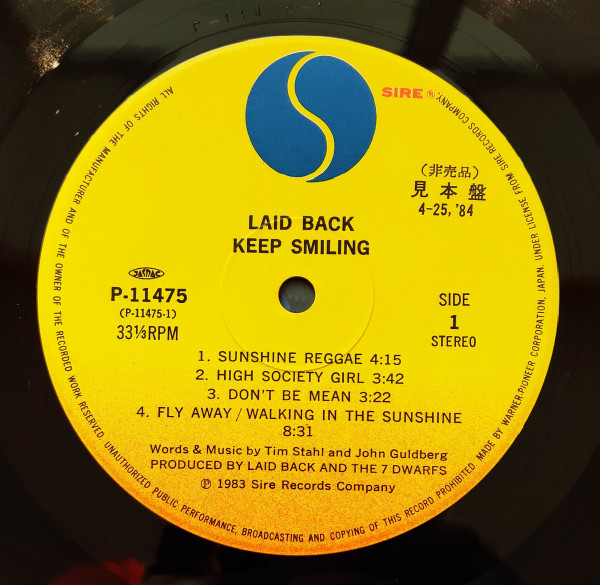 SIRE ®
(非売品)
見本盤
4-25, '84
LAID BACK
KEEP SMILING
JASRAC
P-11475
(P-11475-1)
33⅓RPM
SIDE
1
STEREO
1. SUNSHINE REGGAE 4:15
2. HIGH SOCIETY GIRL 3:42
3. DON'T BE MEAN 3:22
4. FLY AWAY / WALKING IN THE SUNSHINE
8:31
Words & Music by Tim Stahl and John Guldberg
PRODUCED BY LAID BACK AND THE 7 DWARFS
℗ 1983 Sire Records Company
ALL RIGHTS OF THE MANUFACTURER AND OF THE OWNER OF THE RECORDED WORK RESERVED. UNAUTHORIZED PUBLIC PERFORMANCE, BROADCASTING AND COPYING OF THIS RECORD PROHIBITED. MADE BY WARNER-PIONEER CORPORATION, JAPAN. UNDER LICENSE FROM SIRE RECORDS COMPANY,